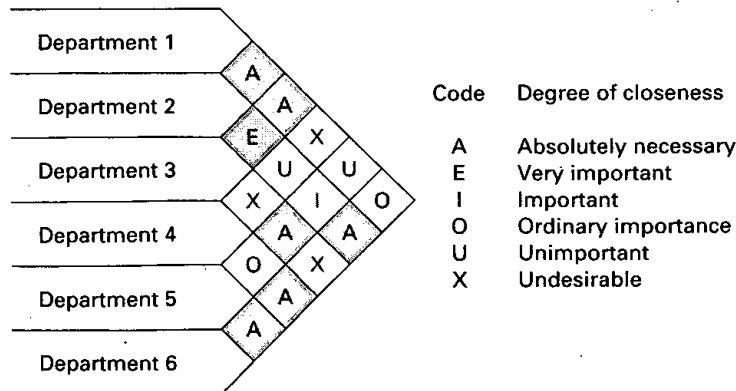 Department 1
Department 2
Department 3
Department 4
Department 5
Department 6
A
A
E
X
U
U
X
I
O
A
A
O
X
A
A
Code Degree of closeness
A Absolutely necessary
E Very important
I Important
O Ordinary importance
U Unimportant
X Undesirable